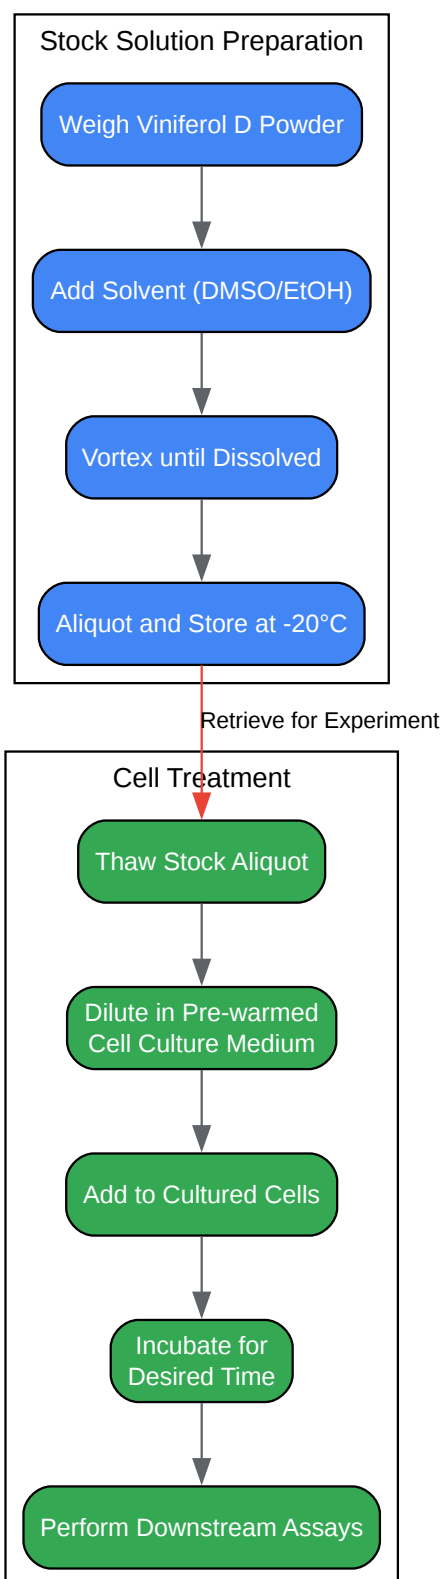 Stock Solution Preparation
Weigh Viniferol D Powder
Add Solvent (DMSO/EtOH)
Vortex until Dissolved
Aliquot and Store at -20°C
Retrieve for Experiment
Cell Treatment
Thaw Stock Aliquot
Dilute in Pre-warmed
Cell Culture Medium
Add to Cultured Cells
Incubate for
Desired Time
Perform Downstream Assays